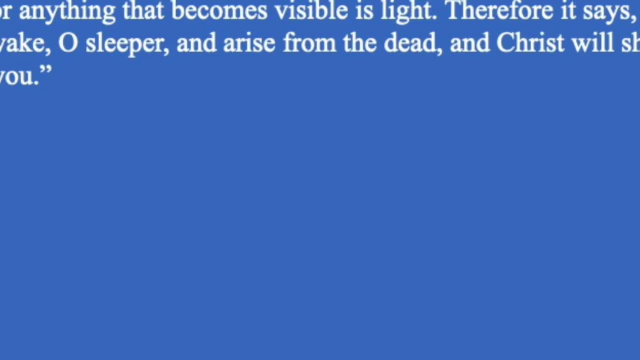 r anything that becomes visible is light. Therefore it says,
wake, O sleeper, and arise from the dead, and Christ will sh
you.”